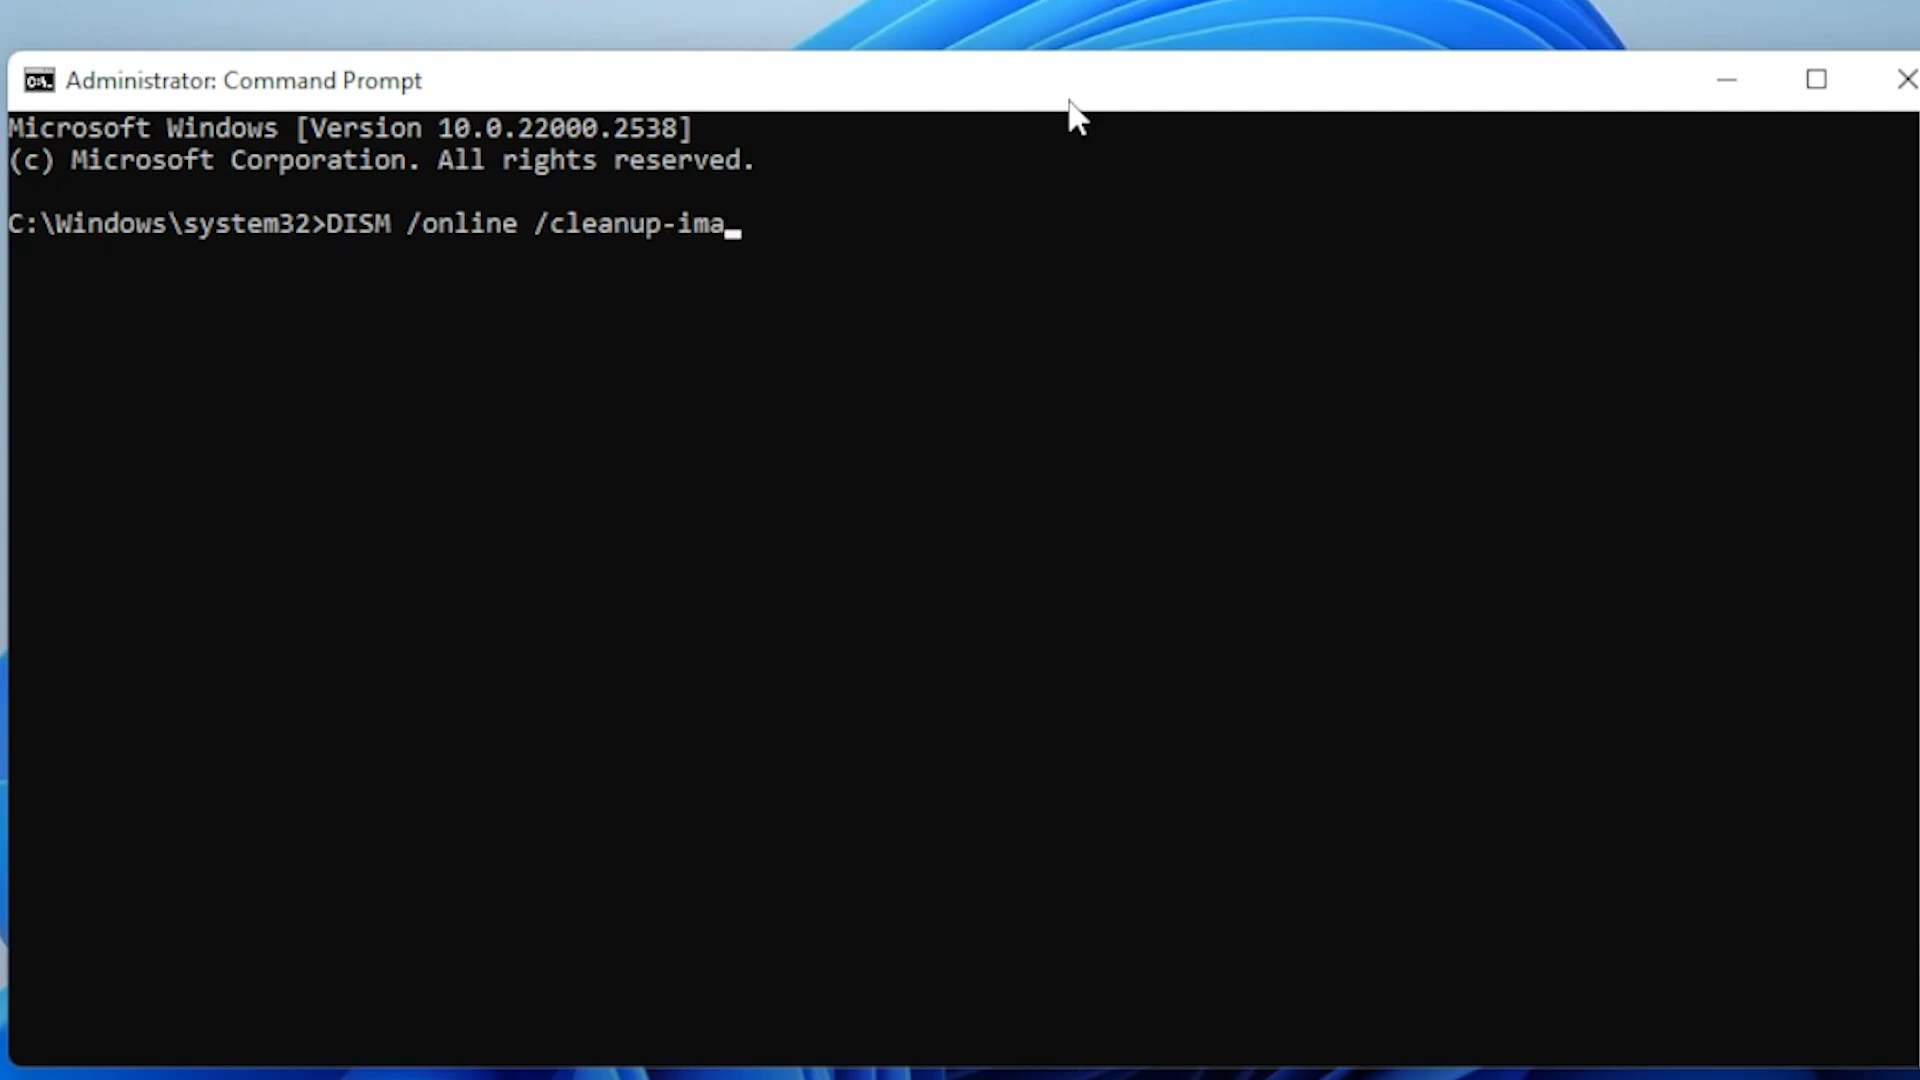 Administrator: Command Prompt
Microsoft Windows [Version 10.0.22000.2538]
(c) Microsoft Corporation. All rights reserved.
C:\Windows\system32>DISM /online /cleanup-ima